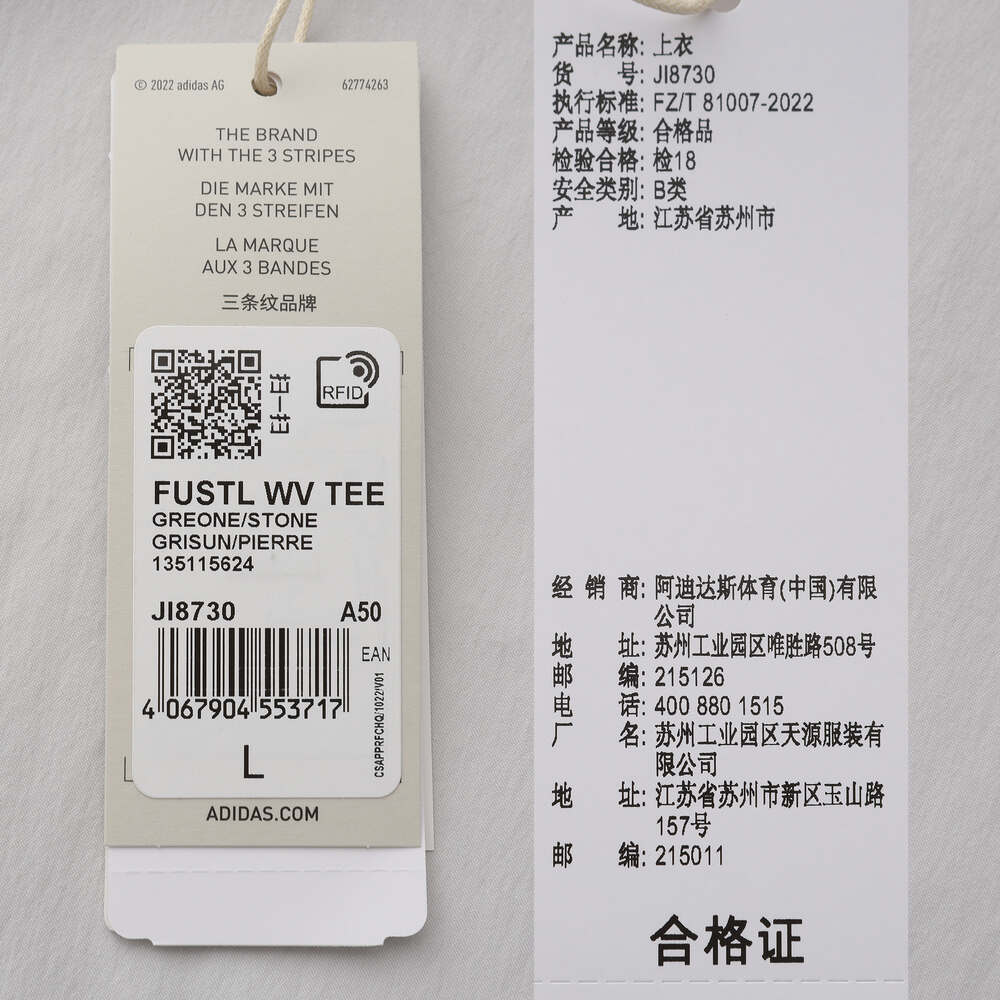 © 2022 adidas AG
62774263
THE BRAND
WITH THE 3 STRIPES
DIE MARKE MIT
DEN 3 STREIFEN
LA MARQUE
AUX 3 BANDES
三条纹品牌
RFID
扫一扫
FUSTL WV TEE
GREONE/STONE
GRISUN/PIERRE
135115624
JI8730 A50
EAN
4 067904 553717
CSAPPRFCHQ/1022/V01
L
ADIDAS.COM
产品名称: 上衣
货 号: JI8730
执行标准: FZ/T 81007-2022
产品等级: 合格品
检验合格: 检18
安全类别: B类
产 地: 江苏省苏州市
经 销 商: 阿迪达斯体育(中国)有限
公司
地 址: 苏州工业园区唯胜路508号
邮 编: 215126
电 话: 400 880 1515
厂 名: 苏州工业园区天源服装有
限公司
地 址: 江苏省苏州市新区玉山路
157号
邮 编: 215011
合格证